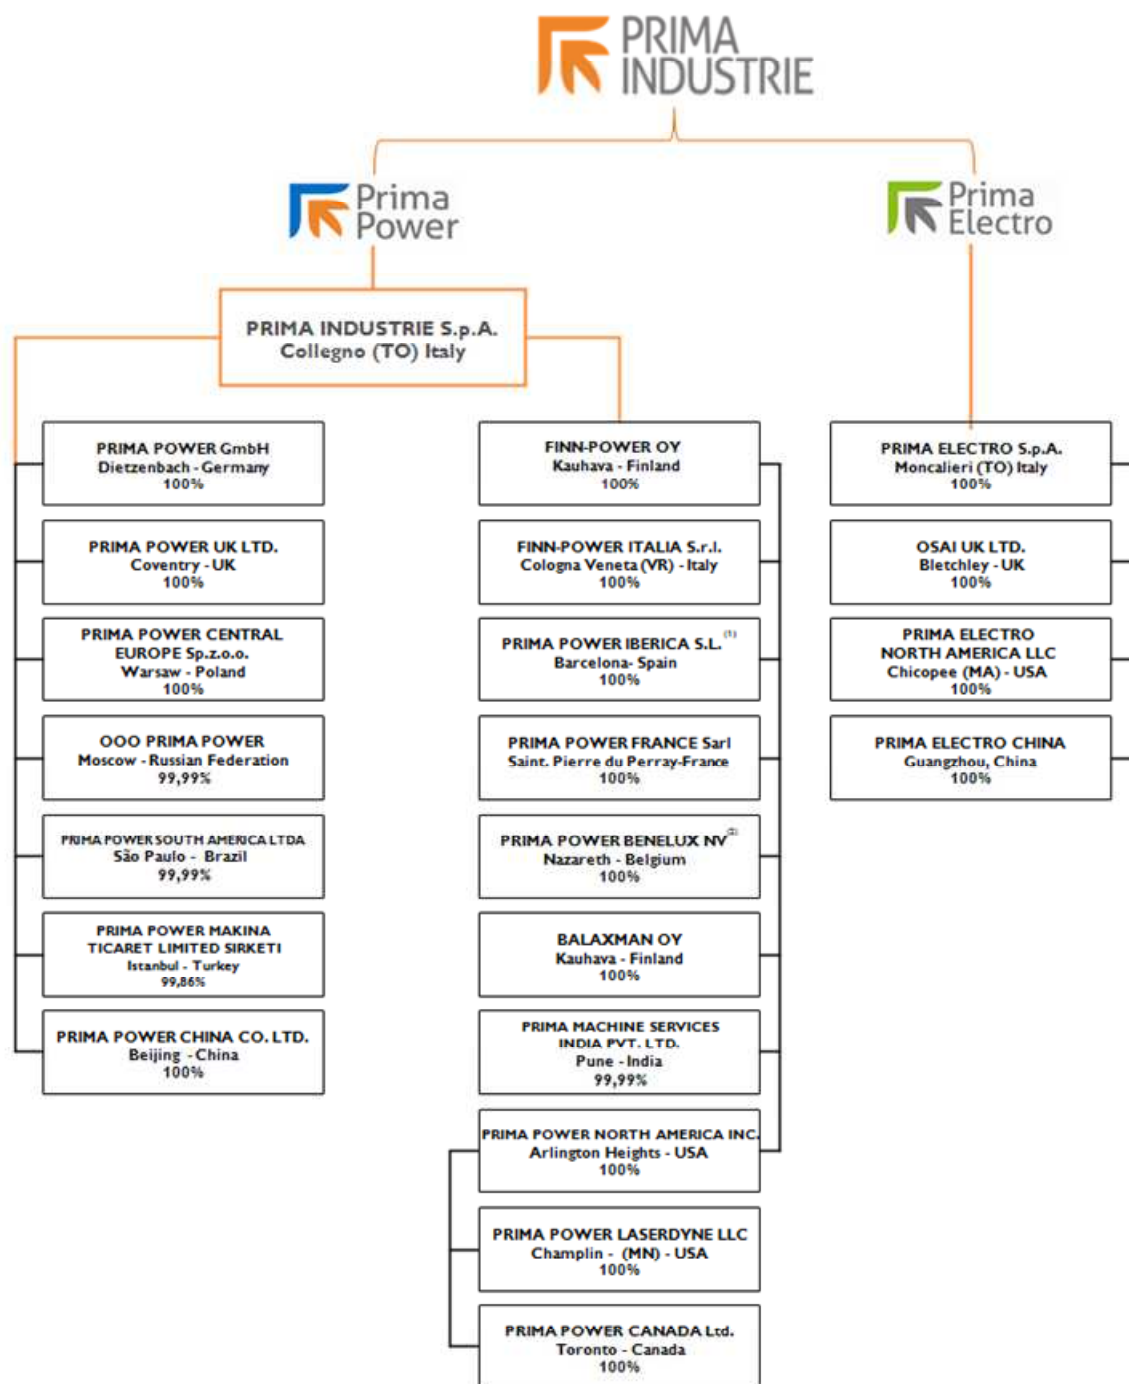 PRIMA
INDUSTRIE
Prima
Power
Prima
Electro
PRIMA INDUSTRIE S.p.A.
Collegno (TO) Italy
PRIMA POWER GmbH
Dietzenbach - Germany
100%
PRIMA POWER UK LTD.
Coventry - UK
100%
PRIMA POWER CENTRAL
EUROPE Sp.z.o.o.
Warsaw - Poland
100%
OOO PRIMA POWER
Moscow - Russian Federation
99,99%
PRIMA POWER SOUTH AMERICA LTDA
São Paulo - Brazil
99,99%
PRIMA POWER MAKINA
TICARET LIMITED SIRKETI
Istanbul - Turkey
99,86%
PRIMA POWER CHINA CO. LTD.
Beijing - China
100%
FINN-POWER OY
Kauhava - Finland
100%
FINN-POWER ITALIA S.r.l.
Cologna Veneta (VR) - Italy
100%
PRIMA POWER IBERICA S.L. (1)
Barcelona- Spain
100%
PRIMA POWER FRANCE Sarl
Saint. Pierre du Perray-France
100%
PRIMA POWER BENELUX NV (2)
Nazareth - Belgium
100%
BALAXMAN OY
Kauhava - Finland
100%
PRIMA MACHINE SERVICES
INDIA PVT. LTD.
Pune - India
99,99%
PRIMA POWER NORTH AMERICA INC.
Arlington Heights - USA
100%
PRIMA POWER LASERDYNE LLC
Champlin - (MN) - USA
100%
PRIMA POWER CANADA Ltd.
Toronto - Canada
100%
PRIMA ELECTRO S.p.A.
Moncalieri (TO) Italy
100%
OSAI UK LTD.
Bletchley - UK
100%
PRIMA ELECTRO
NORTH AMERICA LLC
Chicopee (MA) - USA
100%
PRIMA ELECTRO CHINA
Guangzhou, China
100%